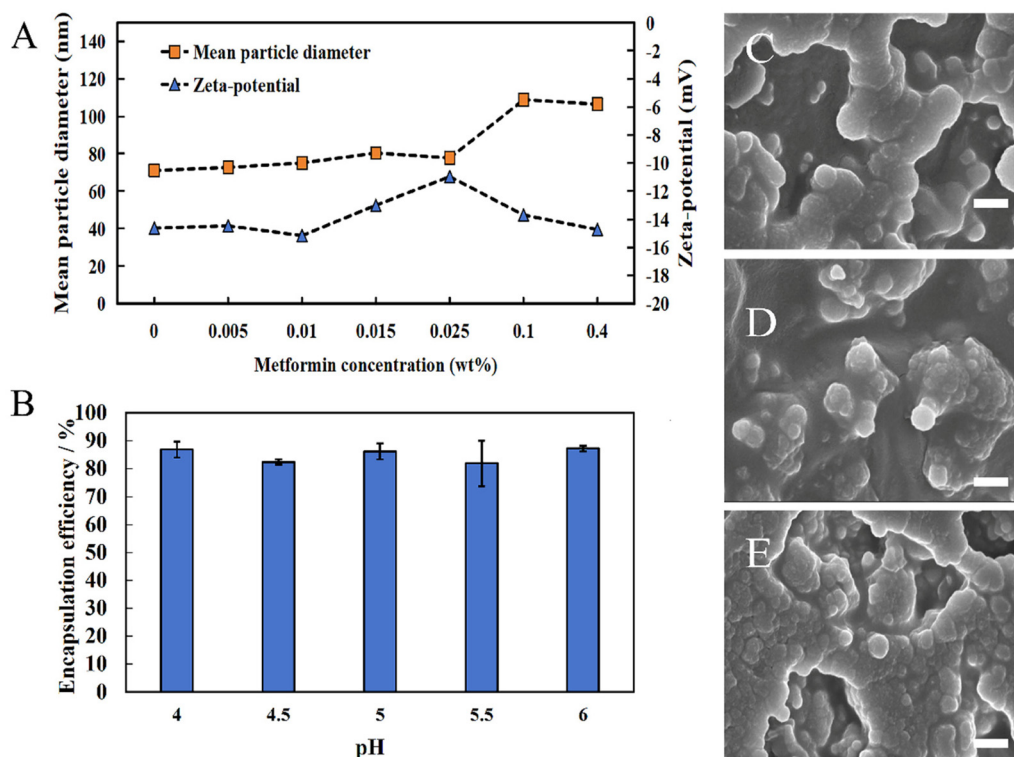 A
Mean particle diameter (nm)
140
120
100
80
60
40
20
0
Mean particle diameter
Zeta-potential
0
-2
-4
-6
-8
-10
-12
-14
-16
-18
-20
Zeta-potential (mV)
0 0.005 0.01 0.015 0.025 0.1 0.4
Metformin concentration (wt%)
B
Encapsulation efficiency / %
100
90
80
70
60
50
40
30
20
10
0
4 4.5 5 5.5 6
pH
C
D
E